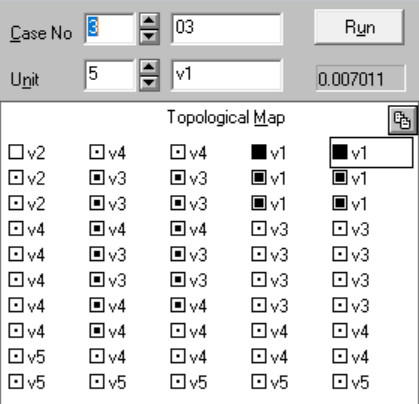 Case No 3 03 Run
Unit 5 v1 0.007011
Topological Map
v2 v4 v4 v1 v1
v2 v3 v3 v1 v1
v2 v3 v3 v1 v1
v4 v3 v4 v3 v3
v4 v3 v3 v3 v3
v4 v3 v3 v3 v3
v4 v4 v4 v3 v3
v4 v4 v4 v4 v4
v5 v4 v4 v4 v4
v5 v5 v5 v5 v5